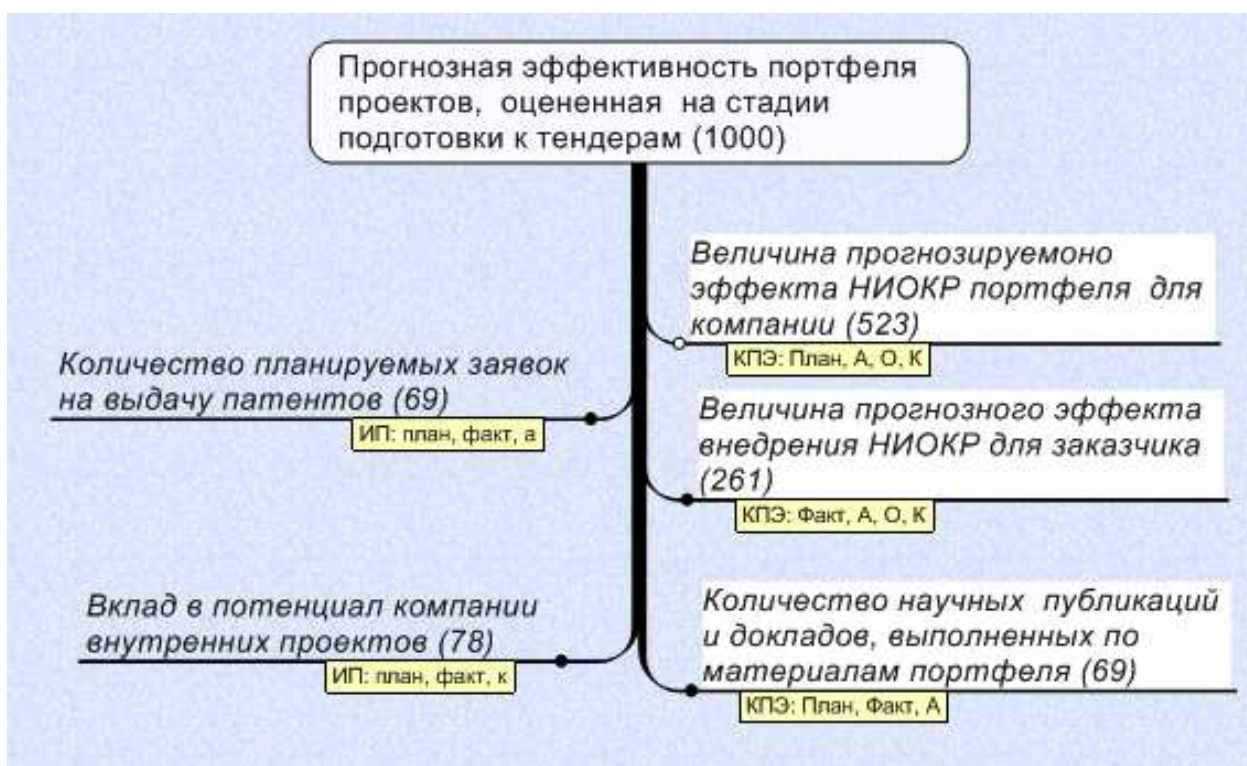 Прогнозная эффективность портфеля
проектов, оцененная на стадии
подготовки к тендерам (1000)
Величина прогнозируемоно
эффекта НИОКР портфеля для
компании (523)
КПЭ: План, А, О, К
Количество планируемых заявок
на выдачу патентов (69)
ИП: план, факт, а
Величина прогнозного эффекта
внедрения НИОКР для заказчика
(261)
КПЭ: Факт, А, О, К
Вклад в потенциал компании
внутренних проектов (78)
ИП: план, факт, к
Количество научных публикаций
и докладов, выполненных по
материалам портфеля (69)
КПЭ: План, Факт, А